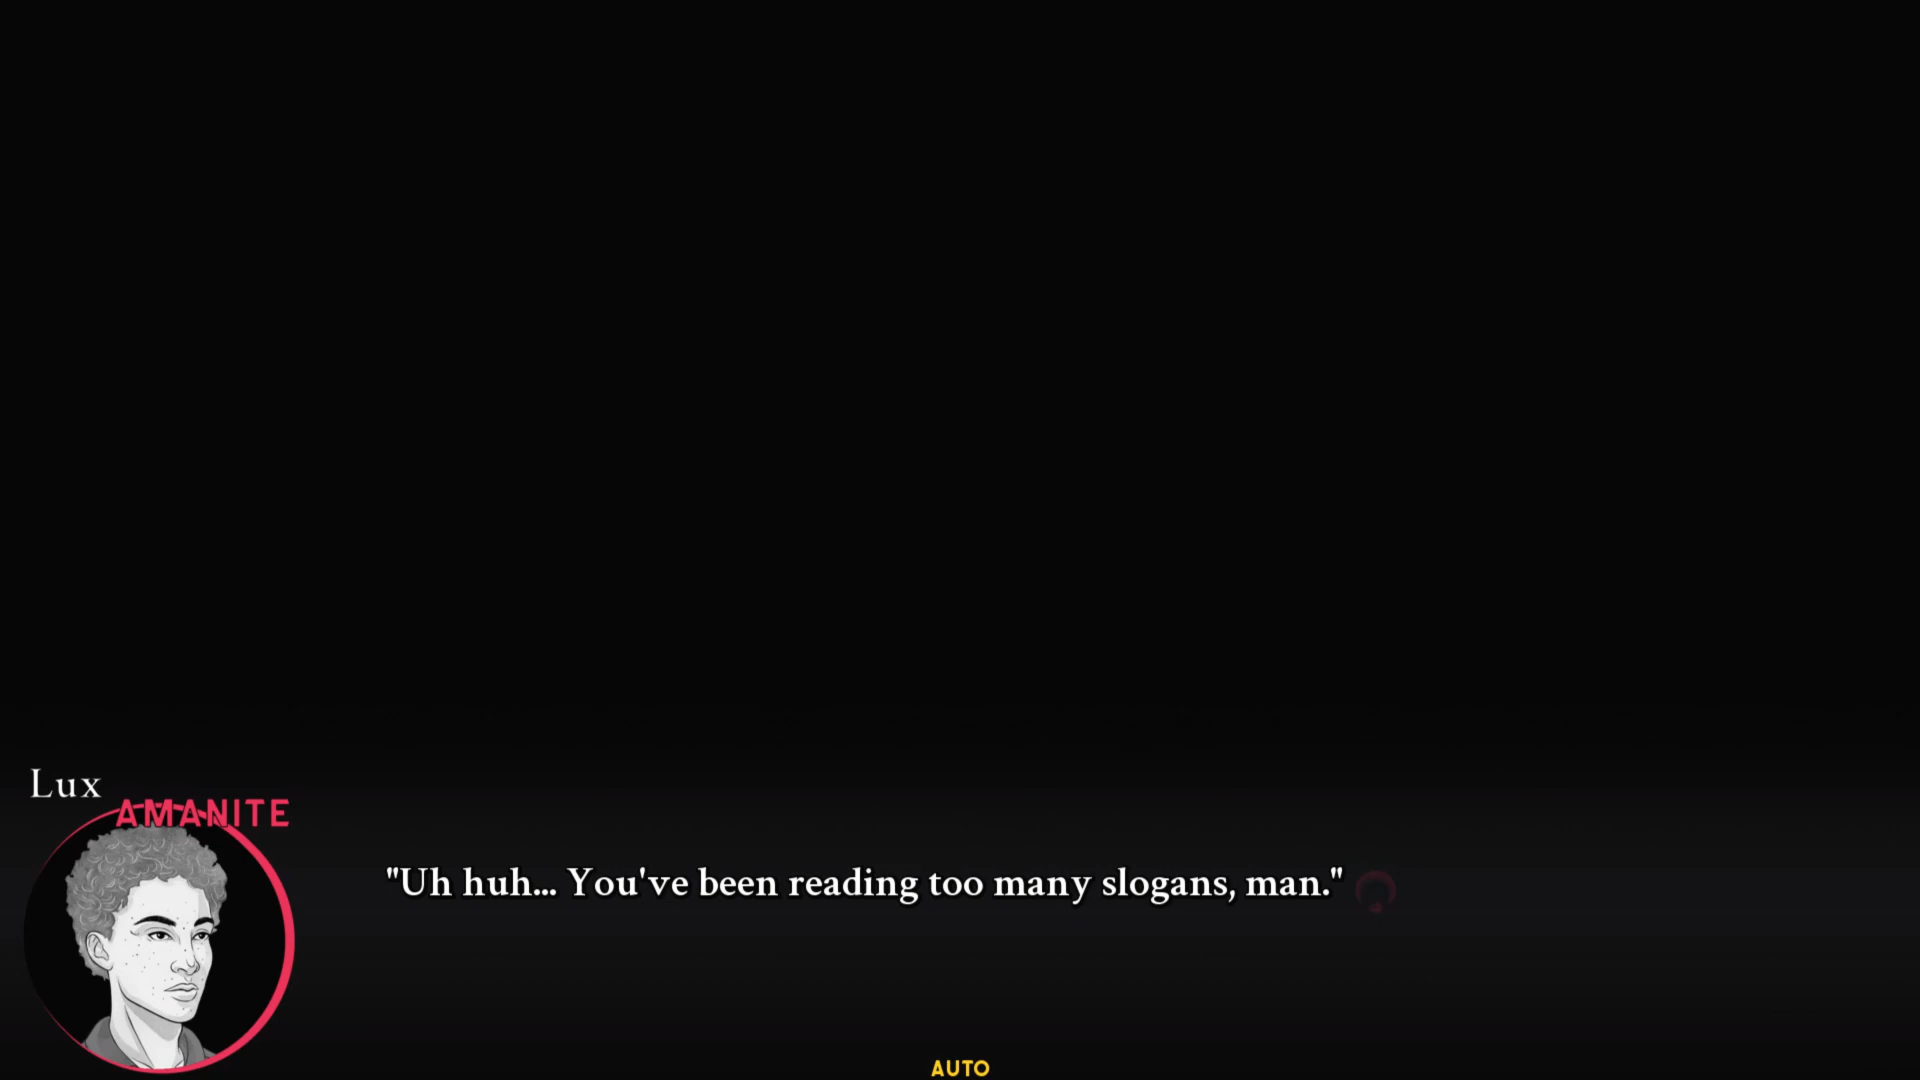 Lux
AMANITE
"Uh huh... You've been reading too many slogans, man."
AUTO